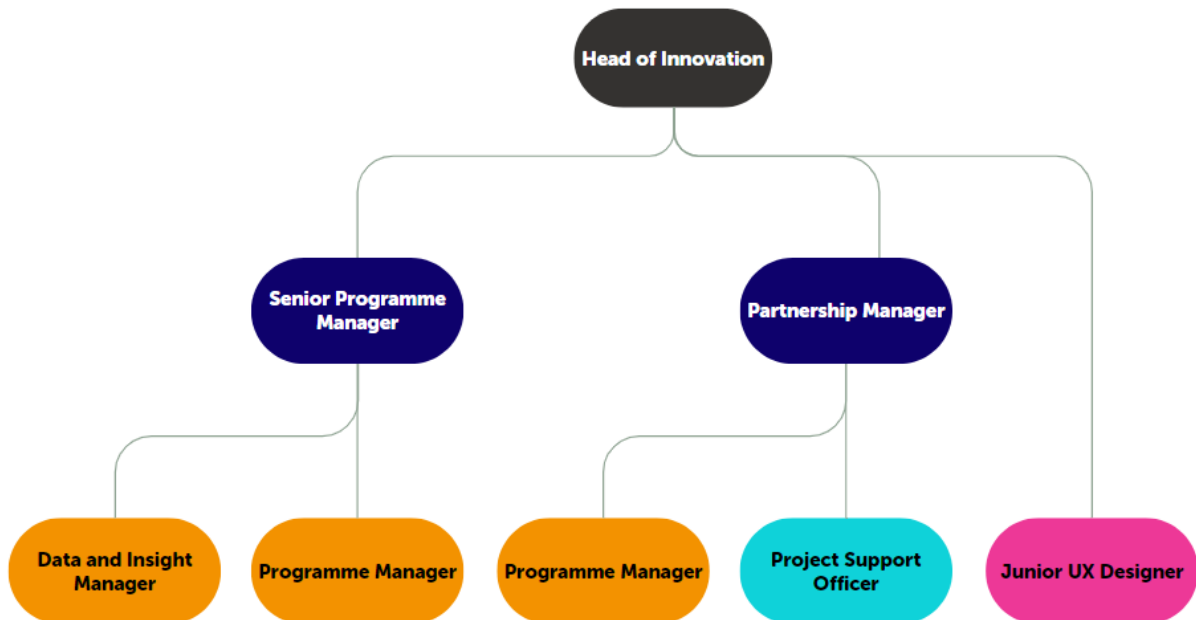 Head of Innovation
Senior Programme
Manager
Partnership Manager
Data and Insight
Manager
Programme Manager
Programme Manager
Project Support
Officer
Junior UX Designer